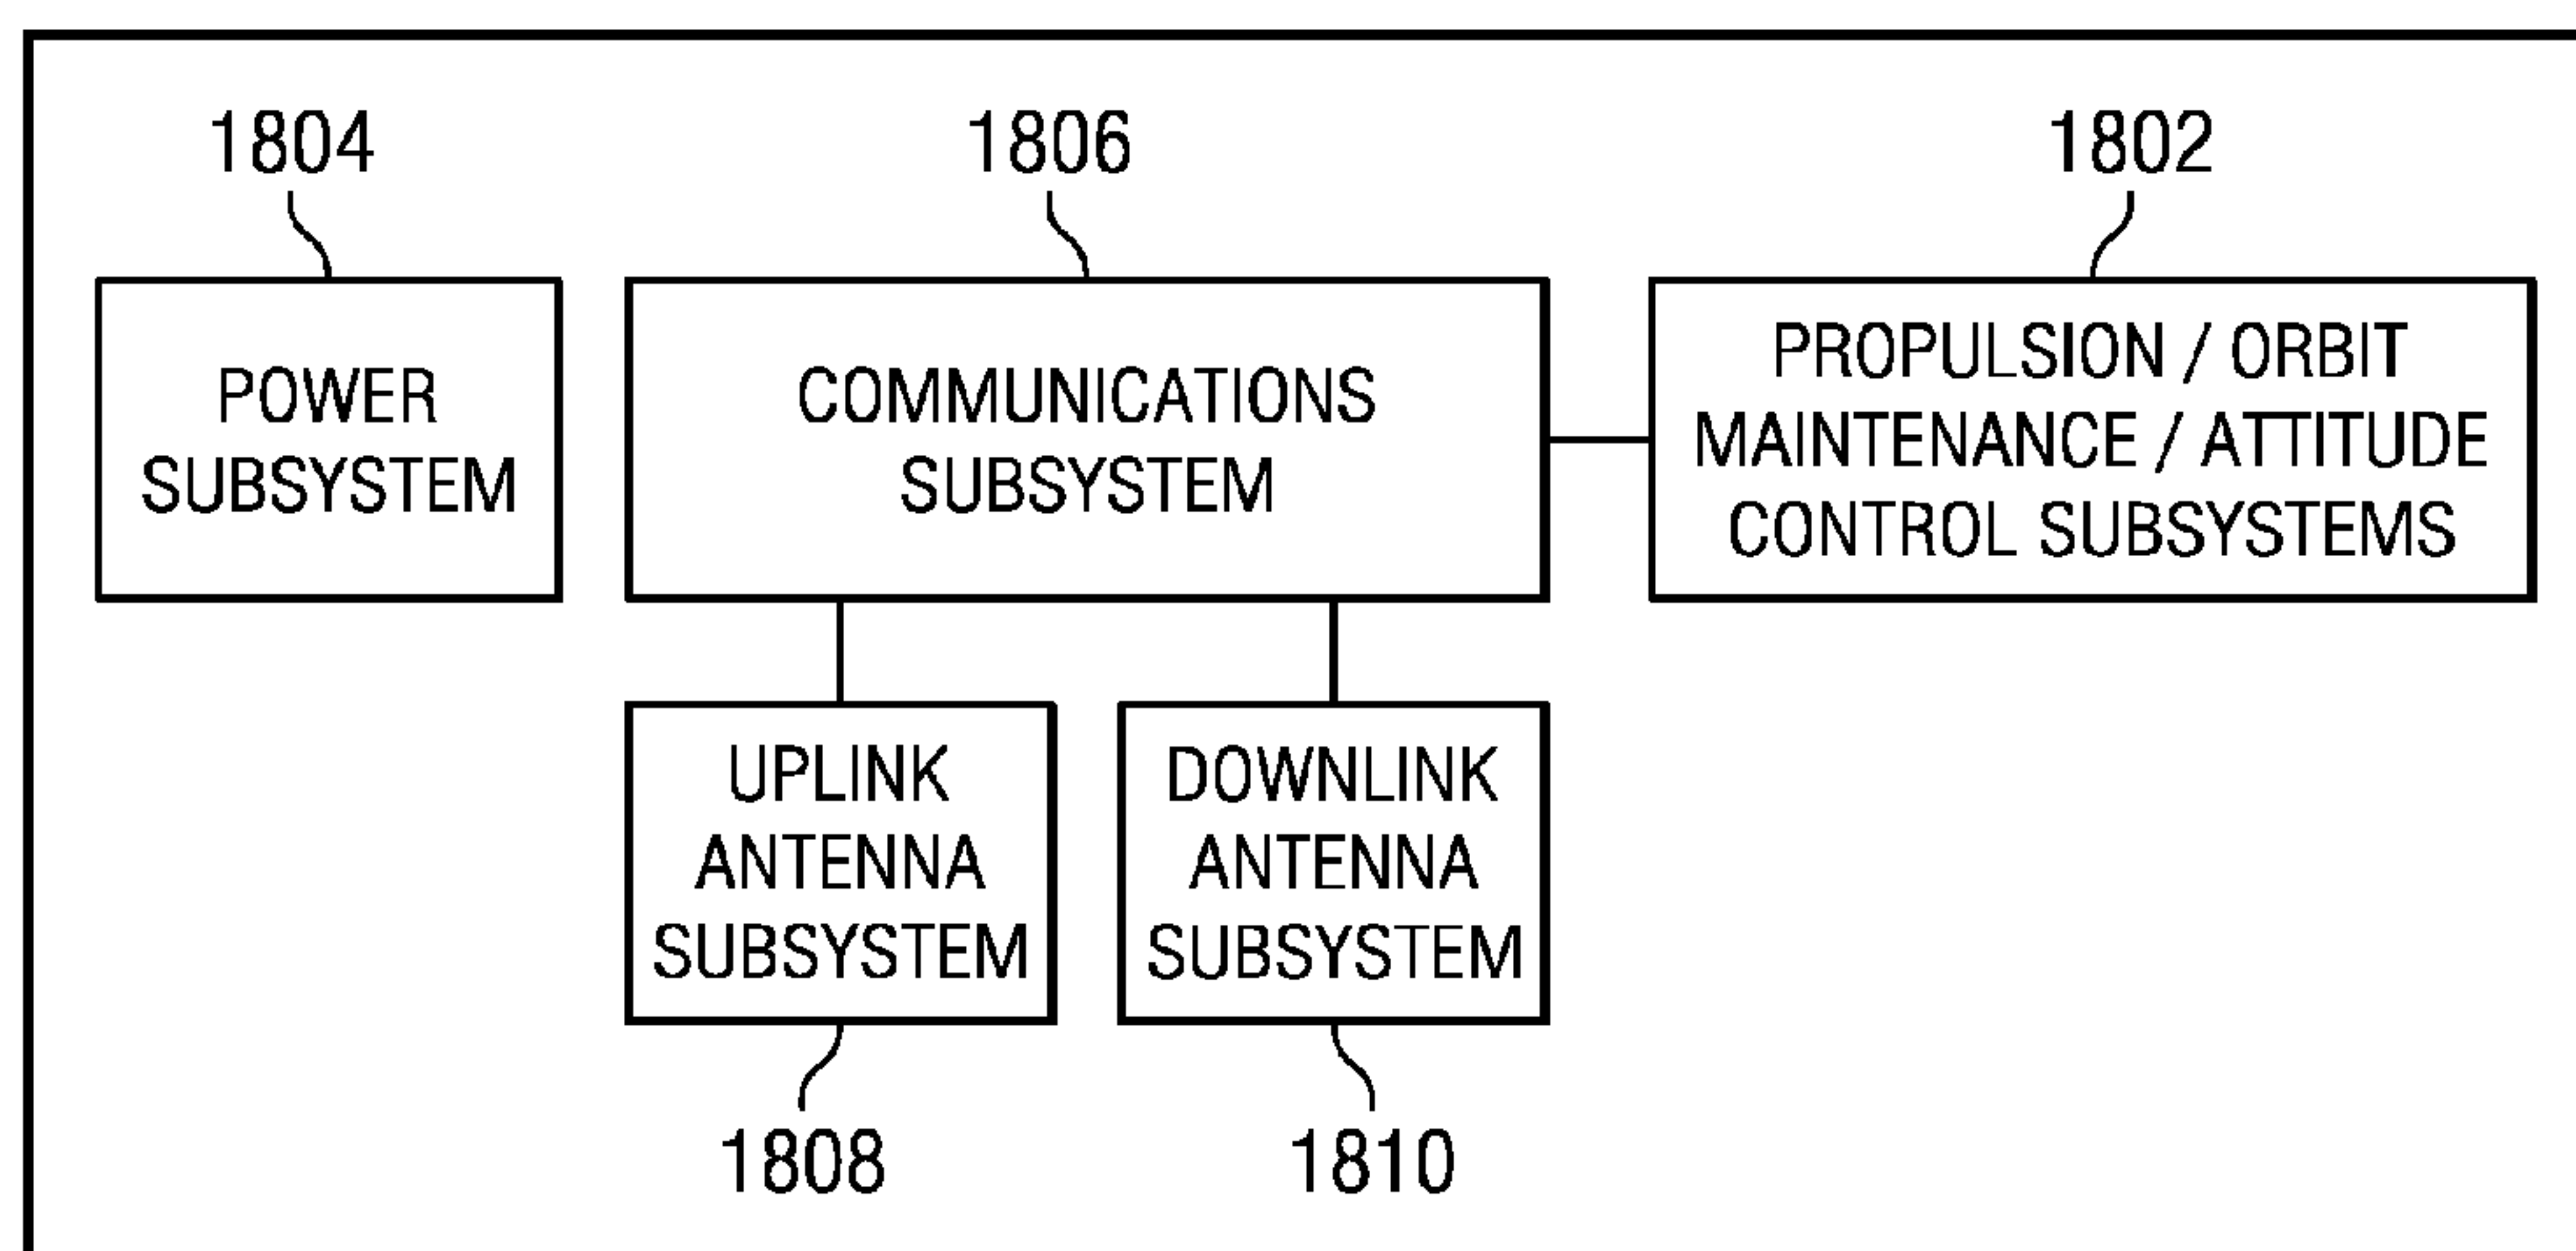 1804
1806
1802
POWER
SUBSYSTEM
COMMUNICATIONS
SUBSYSTEM
PROPULSION / ORBIT
MAINTENANCE / ATTITUDE
CONTROL SUBSYSTEMS
UPLINK
ANTENNA
SUBSYSTEM
DOWNLINK
ANTENNA
SUBSYSTEM
1808
1810